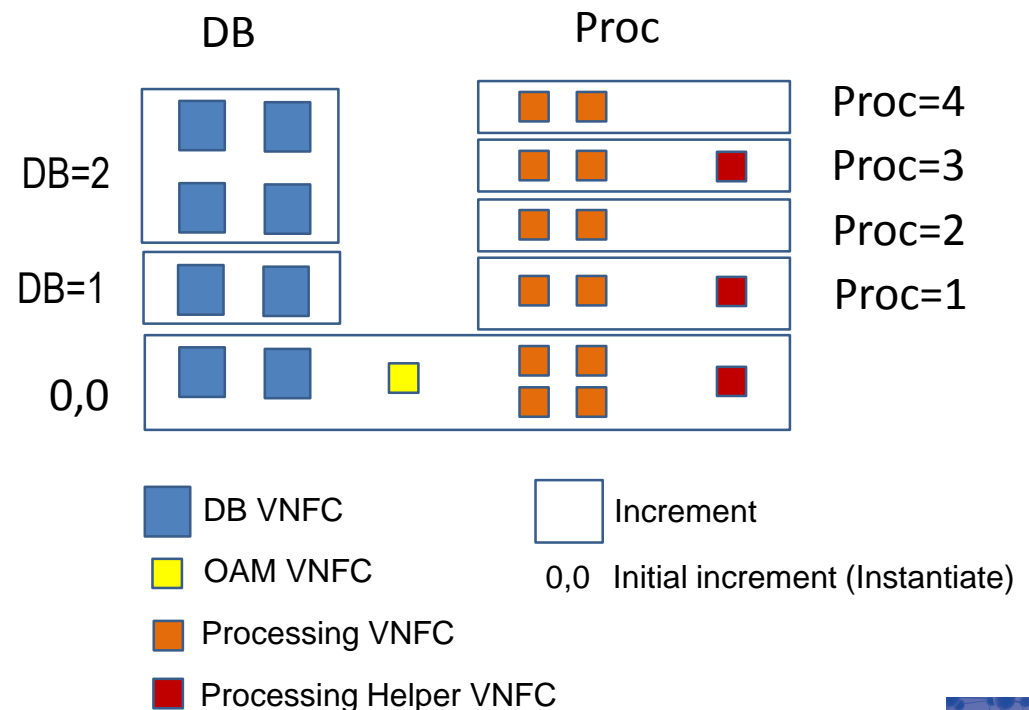 DB
Proc
Proc=4
DB=2
Proc=3
Proc=2
DB=1
Proc=1
0,0
DB VNFC
Increment
OAM VNFC
0,0 Initial increment (Instantiate)
Processing VNFC
Processing Helper VNFC